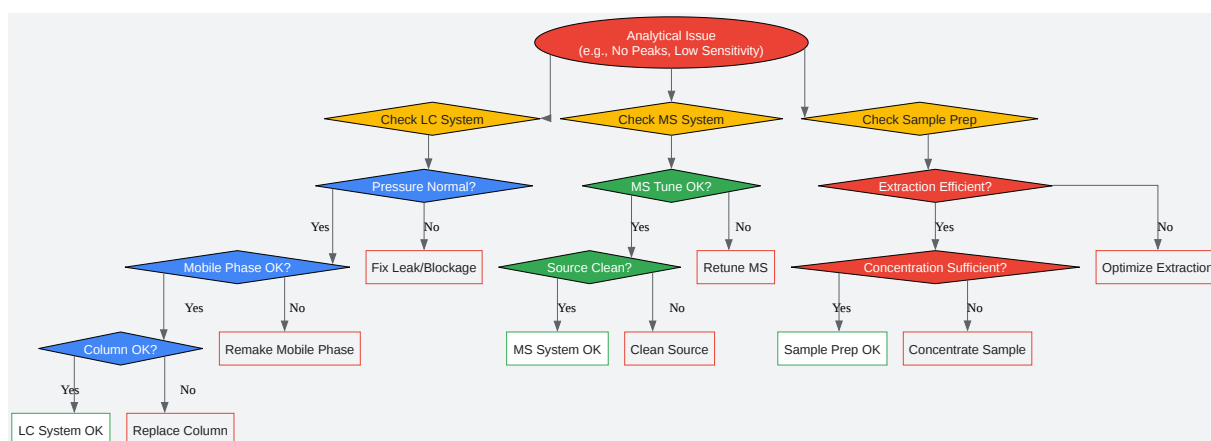 Analytical Issue
(e.g., No Peaks, Low Sensitivity)
Check LC System
Check MS System
Check Sample Prep
Pressure Normal?
MS Tune OK?
Extraction Efficient?
Yes
No
Yes
No
Yes
No
Mobile Phase OK?
Fix Leak/Blockage
Source Clean?
Retune MS
Concentration Sufficient?
Optimize Extraction
Yes
No
Yes
No
Yes
No
Column OK?
Remake Mobile Phase
MS System OK
Clean Source
Sample Prep OK
Concentrate Sample
Yes
No
LC System OK
Replace Column